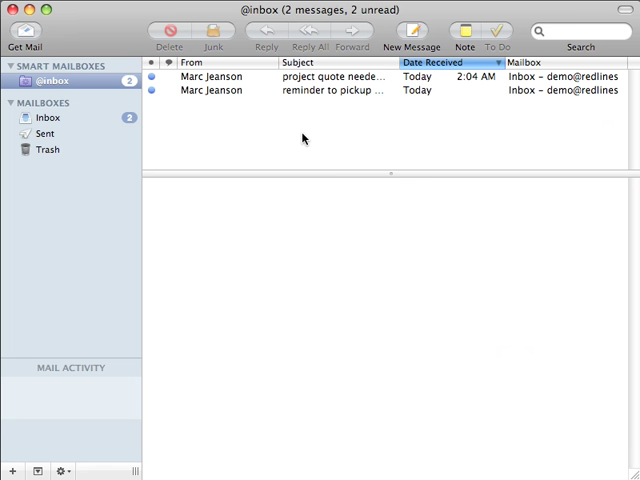 @inbox (2 messages, 2 unread)
Get Mail Delete Junk Reply Reply All Forward New Message Note To Do Search
SMART MAILBOXES
@inbox 2
MAILBOXES
Inbox 2
Sent
Trash
From Subject Date Received Mailbox
Marc Jeanson project quote neede... Today 2:04 AM Inbox – demo@redlines
Marc Jeanson reminder to pickup ... Today Inbox – demo@redlines
MAIL ACTIVITY